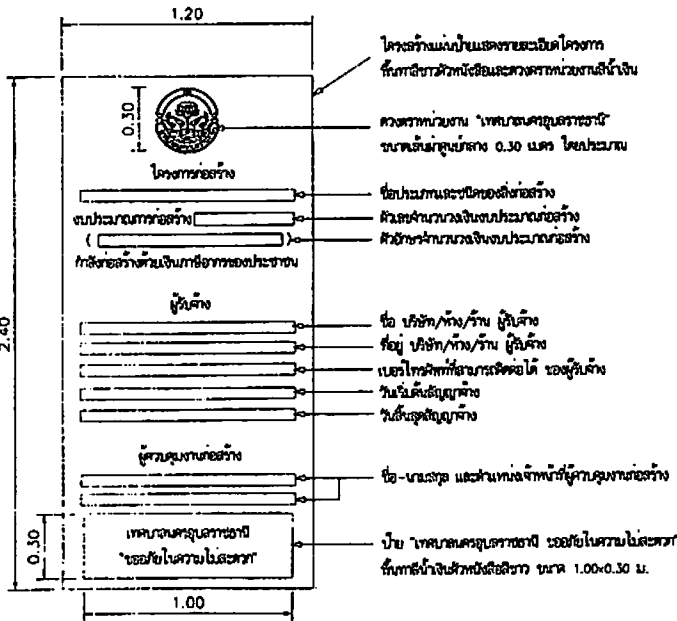 1.20
โครงสร้างแผ่นป้ายแสดงรายละเอียดโครงการ
พื้นทาสีขาวตัวหนังสือและดวงตราหน่วยงานสีน้ำเงิน
2.40
0.30
ดวงตราหน่วยงาน "เทศบาลนครอุบลราชธานี"
ขนาดเส้นผ่าศูนย์กลาง 0.30 เมตร โดยประมาณ
โครงการก่อสร้าง
ชื่อประเภทและชนิดของสิ่งก่อสร้าง
งบประมาณการก่อสร้าง
ตัวเลขจำนวนวงเงินงบประมาณก่อสร้าง
( )
ตัวอักษรจำนวนวงเงินงบประมาณก่อสร้าง
กำลังก่อสร้างด้วยเงินภาษีอากรของประชาชน
ผู้รับจ้าง
ชื่อ บริษัท/ห้าง/ร้าน ผู้รับจ้าง
ที่อยู่ บริษัท/ห้าง/ร้าน ผู้รับจ้าง
เบอร์โทรศัพท์ที่สามารถติดต่อได้ ของผู้รับจ้าง
วันเริ่มต้นสัญญาจ้าง
วันสิ้นสุดสัญญาจ้าง
ผู้ควบคุมงานก่อสร้าง
ชื่อ-นามสกุล และตำแหน่งเจ้าหน้าที่ผู้ควบคุมงานก่อสร้าง
0.30
เทศบาลนครอุบลราชธานี
"ขออภัยในความไม่สะดวก"
ป้าย "เทศบาลนครอุบลราชธานี ขออภัยในความไม่สะดวก"
พื้นทาสีน้ำเงินตัวหนังสือสีขาว ขนาด 1.00x0.30 ม.
1.00